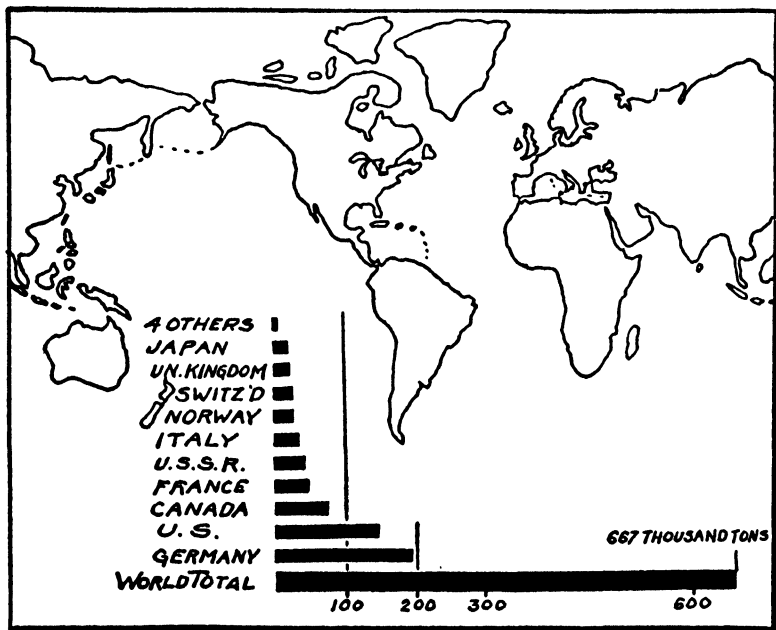 4 OTHERS
JAPAN
UN. KINGDOM
SWITZ'D
NORWAY
ITALY
U.S.S.R.
FRANCE
CANADA
U.S.
GERMANY
667 THOUSAND TONS
WORLD TOTAL
100 200 300 600